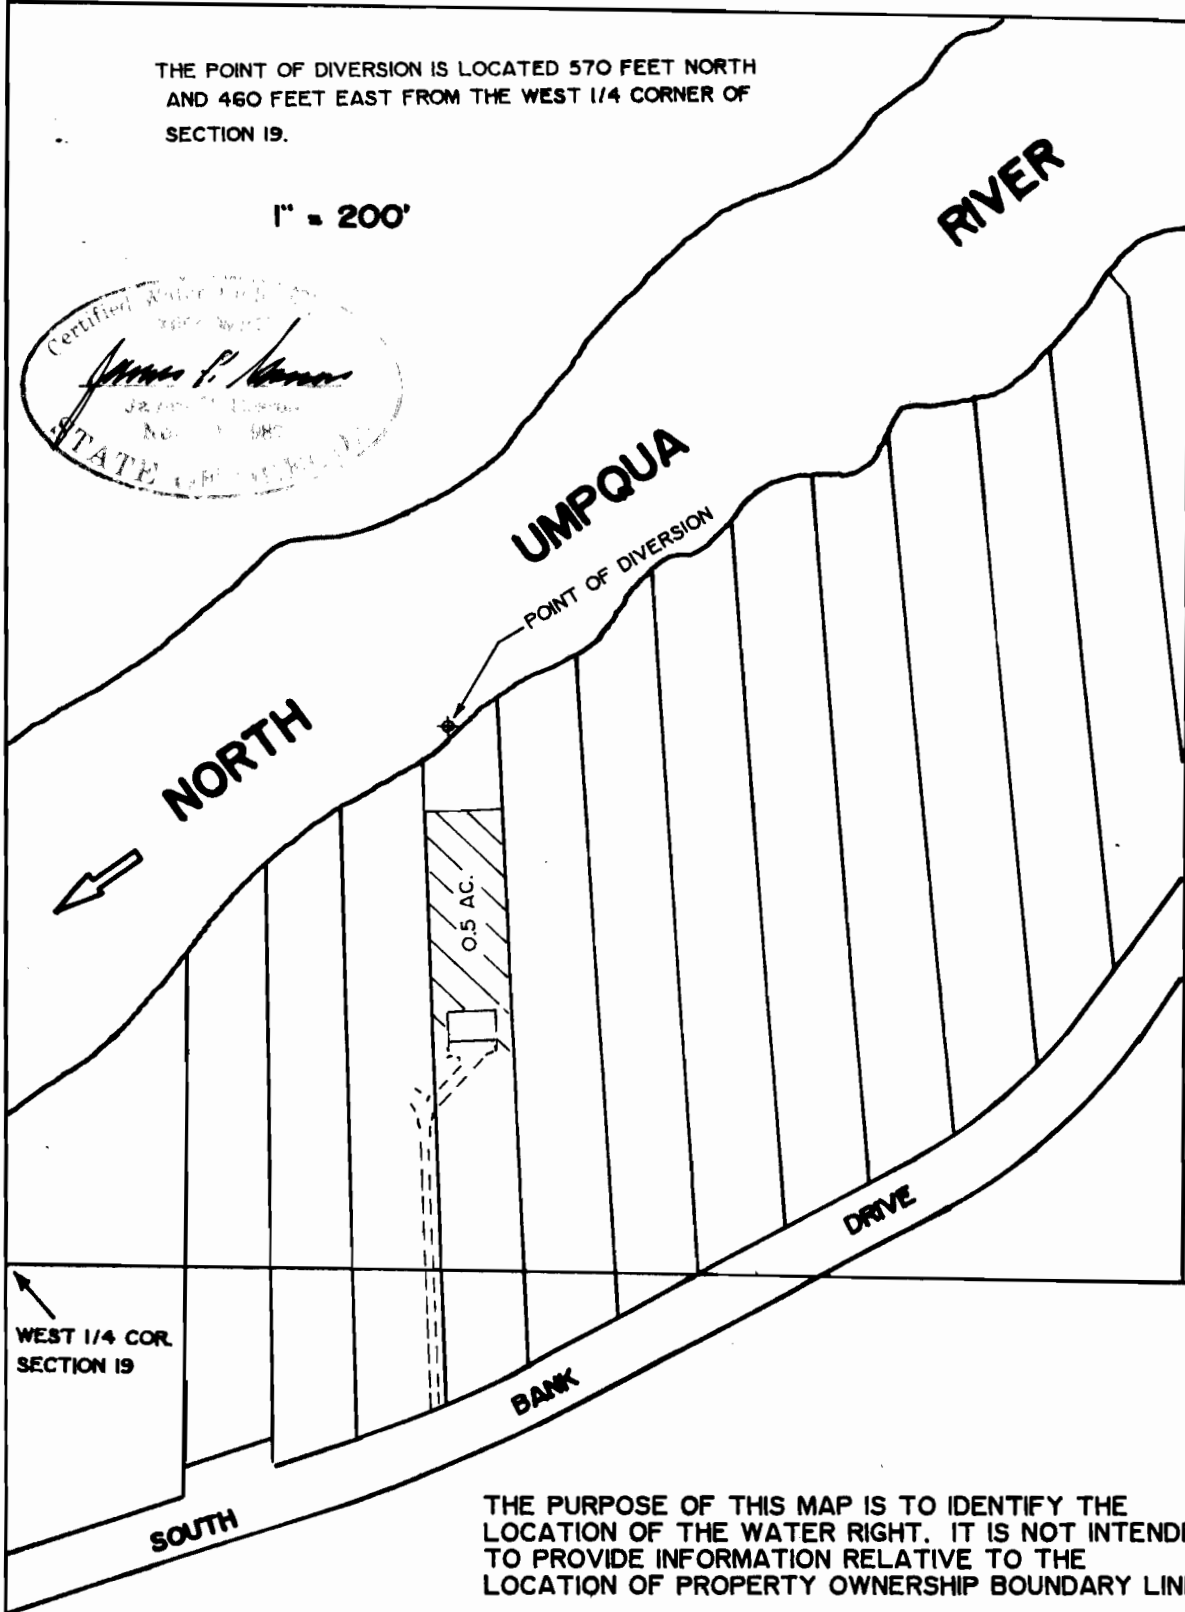 THE POINT OF DIVERSION IS LOCATED 570 FEET NORTH
AND 460 FEET EAST FROM THE WEST 1/4 CORNER OF
SECTION 19.
1" = 200'
Certified Water
STATE
RIVER
UMPQUA
POINT OF DIVERSION
NORTH
0.5 AC.
DRIVE
WEST 1/4 COR.
SECTION 19
BANK
SOUTH
THE PURPOSE OF THIS MAP IS TO IDENTIFY THE
LOCATION OF THE WATER RIGHT. IT IS NOT INTENDE
TO PROVIDE INFORMATION RELATIVE TO THE
LOCATION OF PROPERTY OWNERSHIP BOUNDARY LIN